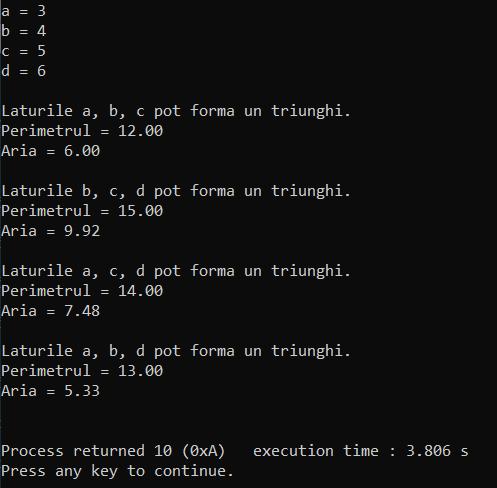 a = 3
b = 4
c = 5
d = 6
Laturile a, b, c pot forma un triunghi.
Perimetrul = 12.00
Aria = 6.00
Laturile b, c, d pot forma un triunghi.
Perimetrul = 15.00
Aria = 9.92
Laturile a, c, d pot forma un triunghi.
Perimetrul = 14.00
Aria = 7.48
Laturile a, b, d pot forma un triunghi.
Perimetrul = 13.00
Aria = 5.33
Process returned 10 (0xA)   execution time : 3.806 s
Press any key to continue.